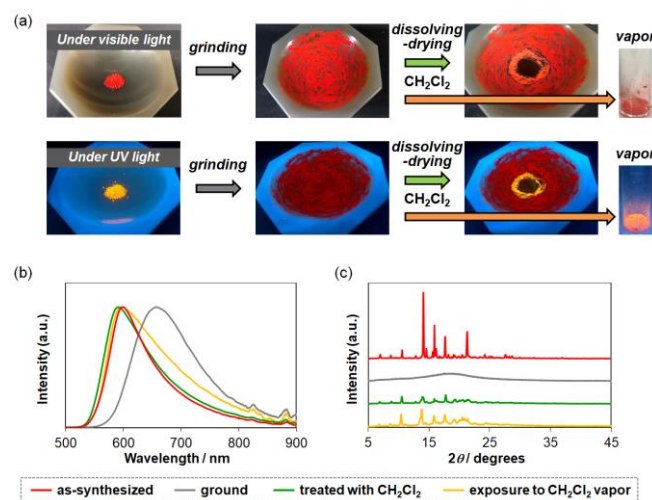 (a)
Under visible light
grinding
dissolving
-drying
CH2Cl2
vapor
Under UV light
grinding
dissolving
-drying
CH2Cl2
vapor
(b)
Intensity (a.u.)
500 600 700 800 900
Wavelength / nm
(c)
Intensity (a.u.)
5 15 25 35 45
2θ / degrees
as-synthesized ground treated with CH2Cl2 exposure to CH2Cl2 vapor